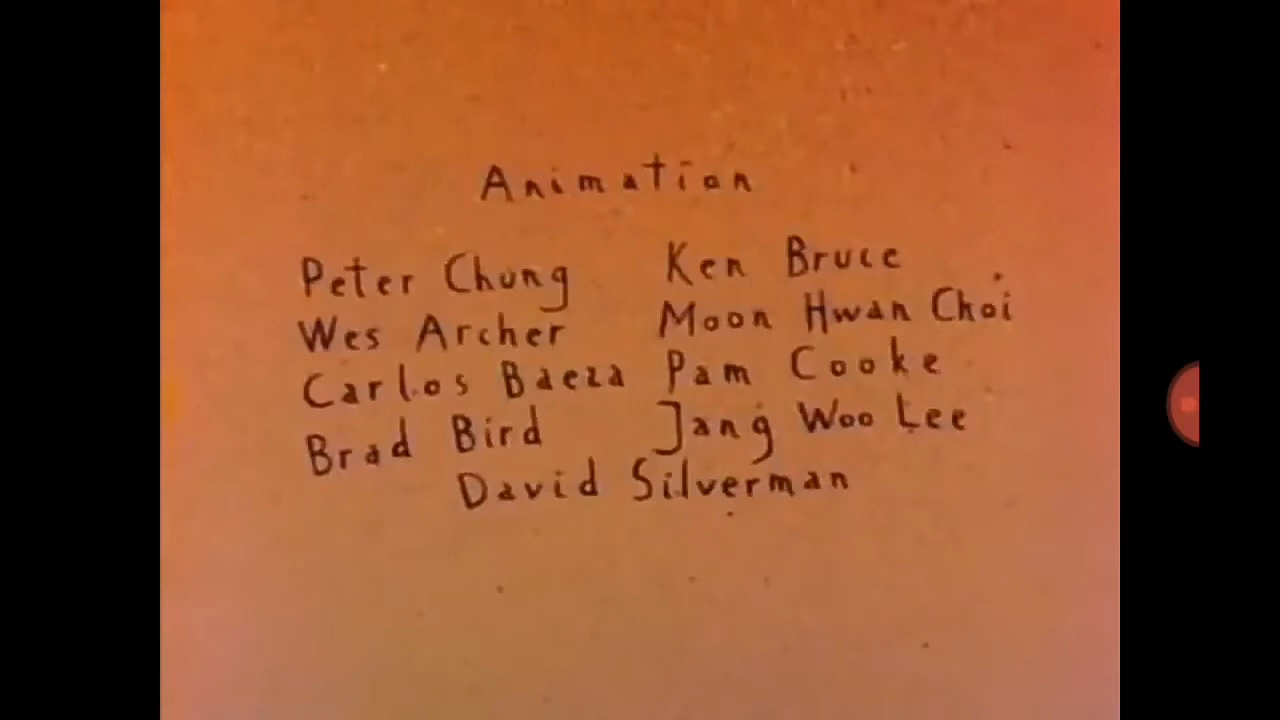 Animation
Peter Chung Ken Bruce
Wes Archer Moon Hwan Choi
Carlos Baeza Pam Cooke
Brad Bird Jang Woo Lee
David Silverman